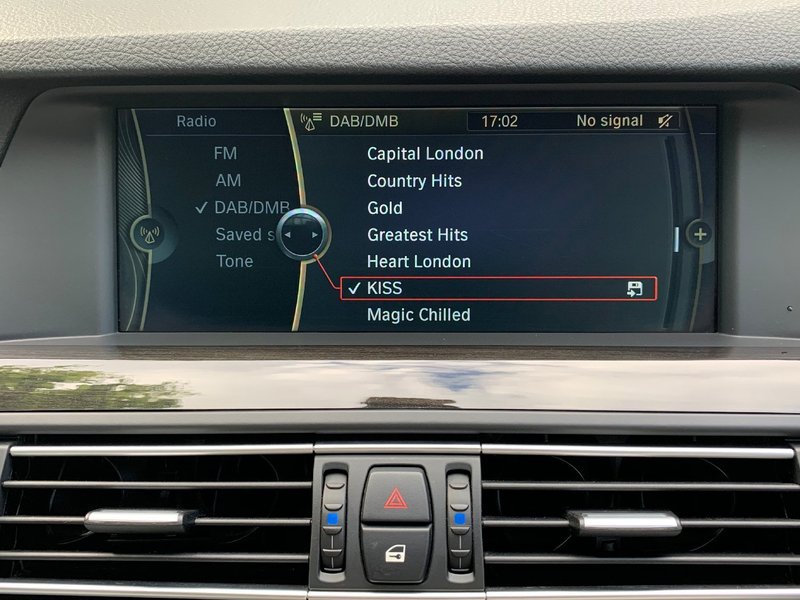 Radio
DAB/DMB
17:02
No signal
FM
AM
DAB/DMB
Saved s
Tone
Capital London
Country Hits
Gold
Greatest Hits
Heart London
KISS
Magic Chilled